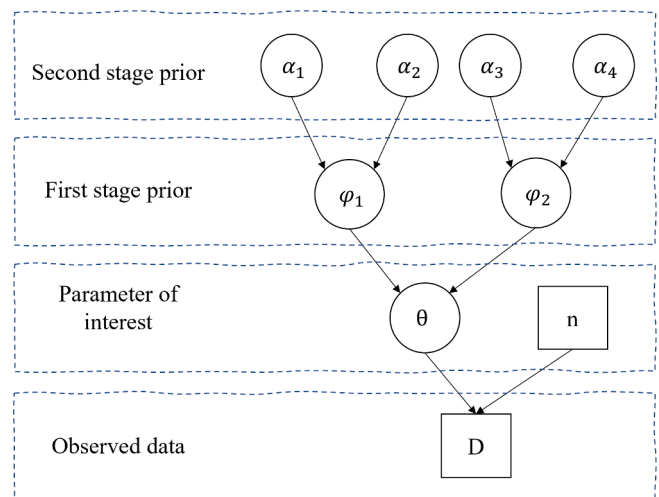 Second stage prior
α₁
α₂
α₃
α₄
First stage prior
φ₁
φ₂
Parameter of
interest
θ
n
Observed data
D